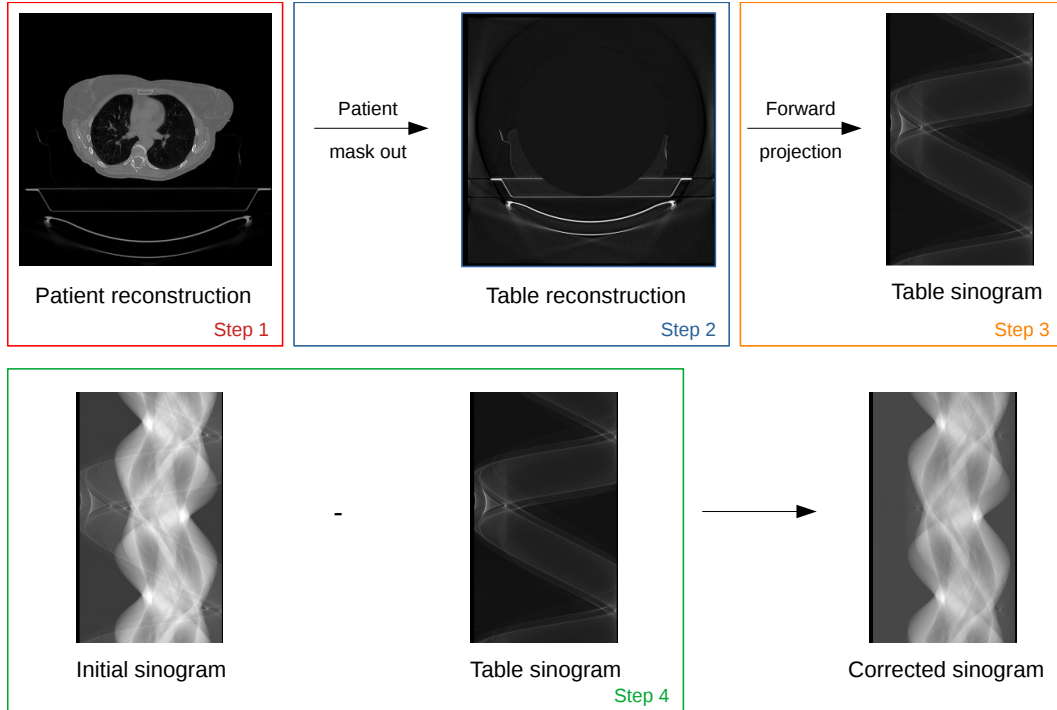 Patient
mask out
Forward
projection
Patient reconstruction
Table reconstruction
Table sinogram
Step 1
Step 2
Step 3
-
Initial sinogram
Table sinogram
Corrected sinogram
Step 4